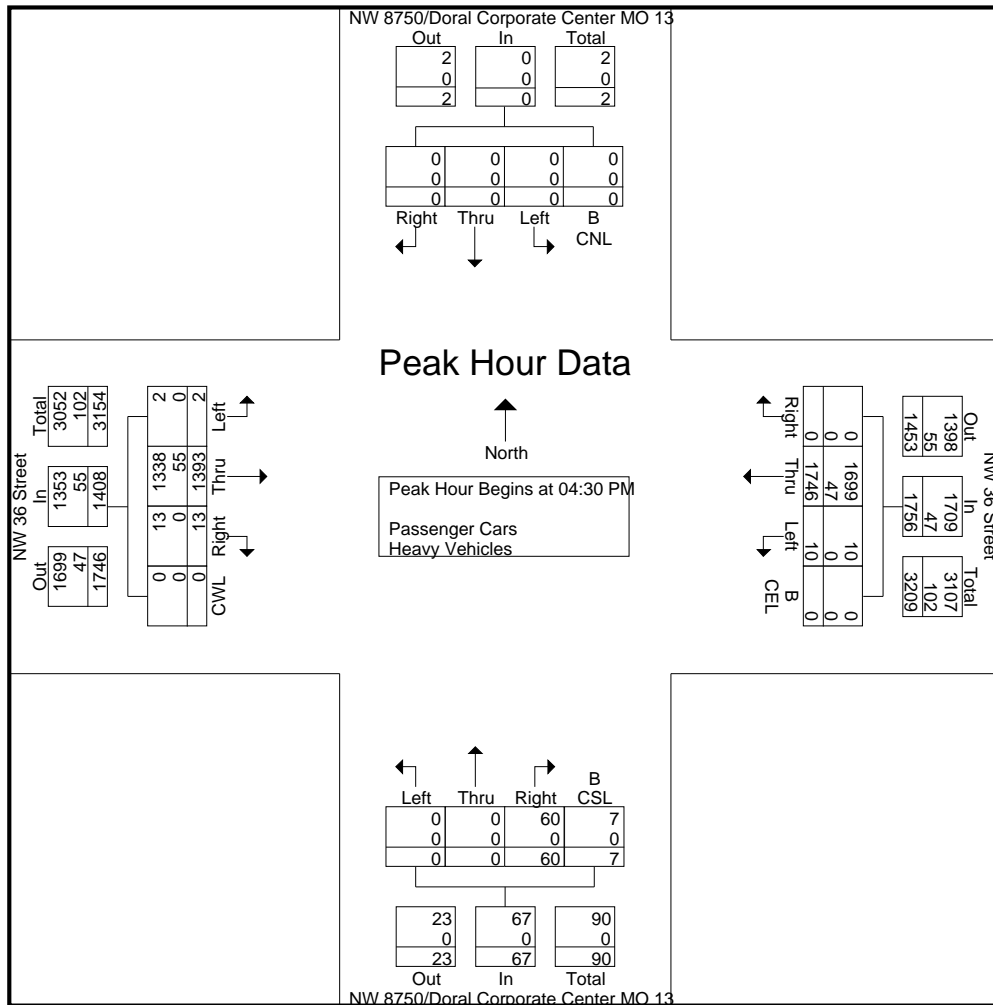 NW 8750/Doral Corporate Center MO 13
Out In Total
2 0 2
0 0 0
2 0 2
0 0 0 0
0 0 0 0
0 0 0 0
Right Thru Left B
CNL
Peak Hour Data
North
Peak Hour Begins at 04:30 PM
Passenger Cars
Heavy Vehicles
NW 36 Street
Out In Total
1699 1353 3052
47 55 102
1746 1408 3154
CWL Right Thru Left
0 13 1338 2
0 0 55 0
0 13 1393 2
NW 36 Street
Out In Total
1398 1709 3107
55 47 102
1453 1756 3209
Right Thru Left B
CEL
0 1699 10 0
0 47 0 0
0 1746 10 0
B
Left Thru Right CSL
0 0 60 7
0 0 0 0
0 0 60 7
23 67 90
0 0 0
23 67 90
Out In Total
NW 8750/Doral Corporate Center MO 13